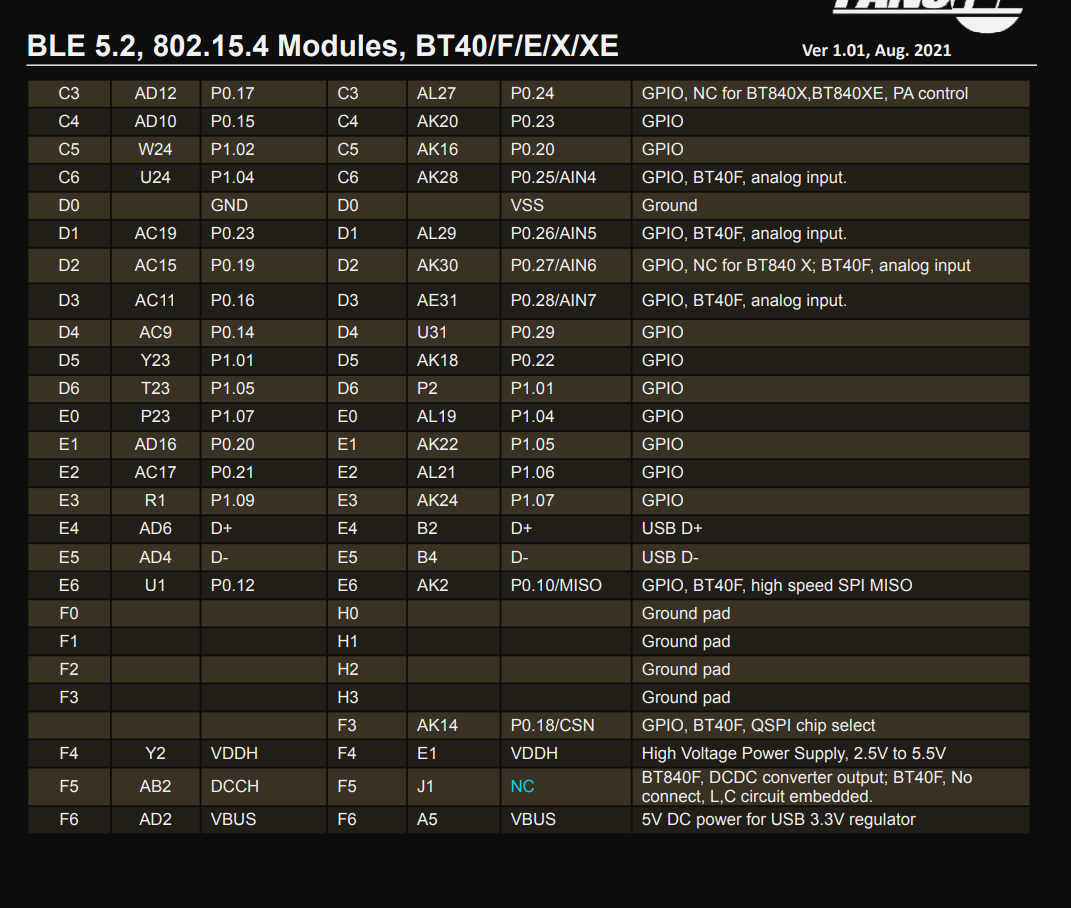 BLE 5.2, 802.15.4 Modules, BT40/F/E/X/XE
Ver 1.01, Aug. 2021
C3 AD12 P0.17 C3 AL27 P0.24 GPIO, NC for BT840X,BT840XE, PA control
C4 AD10 P0.15 C4 AK20 P0.23 GPIO
C5 W24 P1.02 C5 AK16 P0.20 GPIO
C6 U24 P1.04 C6 AK28 P0.25/AIN4 GPIO, BT40F, analog input.
D0 GND D0 VSS Ground
D1 AC19 P0.23 D1 AL29 P0.26/AIN5 GPIO, BT40F, analog input.
D2 AC15 P0.19 D2 AK30 P0.27/AIN6 GPIO, NC for BT840 X; BT40F, analog input
D3 AC11 P0.16 D3 AE31 P0.28/AIN7 GPIO, BT40F, analog input.
D4 AC9 P0.14 D4 U31 P0.29 GPIO
D5 Y23 P1.01 D5 AK18 P0.22 GPIO
D6 T23 P1.05 D6 P2 P1.01 GPIO
E0 P23 P1.07 E0 AL19 P1.04 GPIO
E1 AD16 P0.20 E1 AK22 P1.05 GPIO
E2 AC17 P0.21 E2 AL21 P1.06 GPIO
E3 R1 P1.09 E3 AK24 P1.07 GPIO
E4 AD6 D+ E4 B2 D+ USB D+
E5 AD4 D- E5 B4 D- USB D-
E6 U1 P0.12 E6 AK2 P0.10/MISO GPIO, BT40F, high speed SPI MISO
F0 H0 Ground pad
F1 H1 Ground pad
F2 H2 Ground pad
F3 H3 Ground pad
F3 AK14 P0.18/CSN GPIO, BT40F, QSPI chip select
F4 Y2 VDDH F4 E1 VDDH High Voltage Power Supply, 2.5V to 5.5V
F5 AB2 DCCH F5 J1 NC BT840F, DCDC converter output; BT40F, No
connect, L,C circuit embedded.
F6 AD2 VBUS F6 A5 VBUS 5V DC power for USB 3.3V regulator